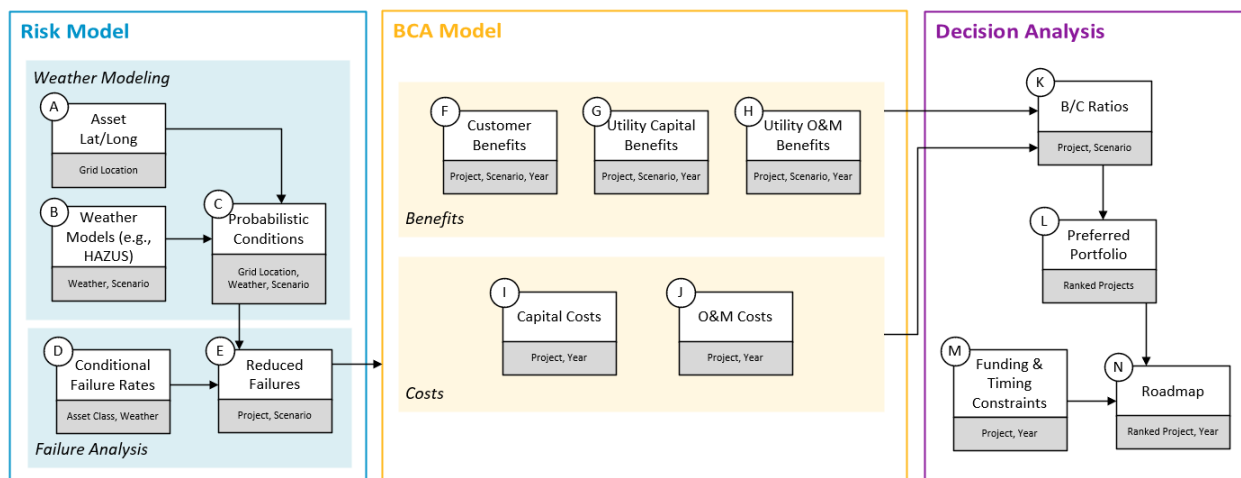 Risk Model
Weather Modeling
A
Asset
Lat/Long
Grid Location
B
Weather
Models (e.g.,
HAZUS)
Weather, Scenario
C
Probabilistic
Conditions
Grid Location,
Weather, Scenario
D
Conditional
Failure Rates
Asset Class, Weather
E
Reduced
Failures
Project, Scenario
Failure Analysis
BCA Model
F
Customer
Benefits
Project, Scenario, Year
G
Utility Capital
Benefits
Project, Scenario, Year
H
Utility O&M
Benefits
Project, Scenario, Year
Benefits
I
Capital Costs
Project, Year
J
O&M Costs
Project, Year
Costs
Decision Analysis
K
B/C Ratios
Project, Scenario
L
Preferred
Portfolio
Ranked Projects
M
Funding &
Timing
Constraints
Project, Year
N
Roadmap
Ranked Project, Year